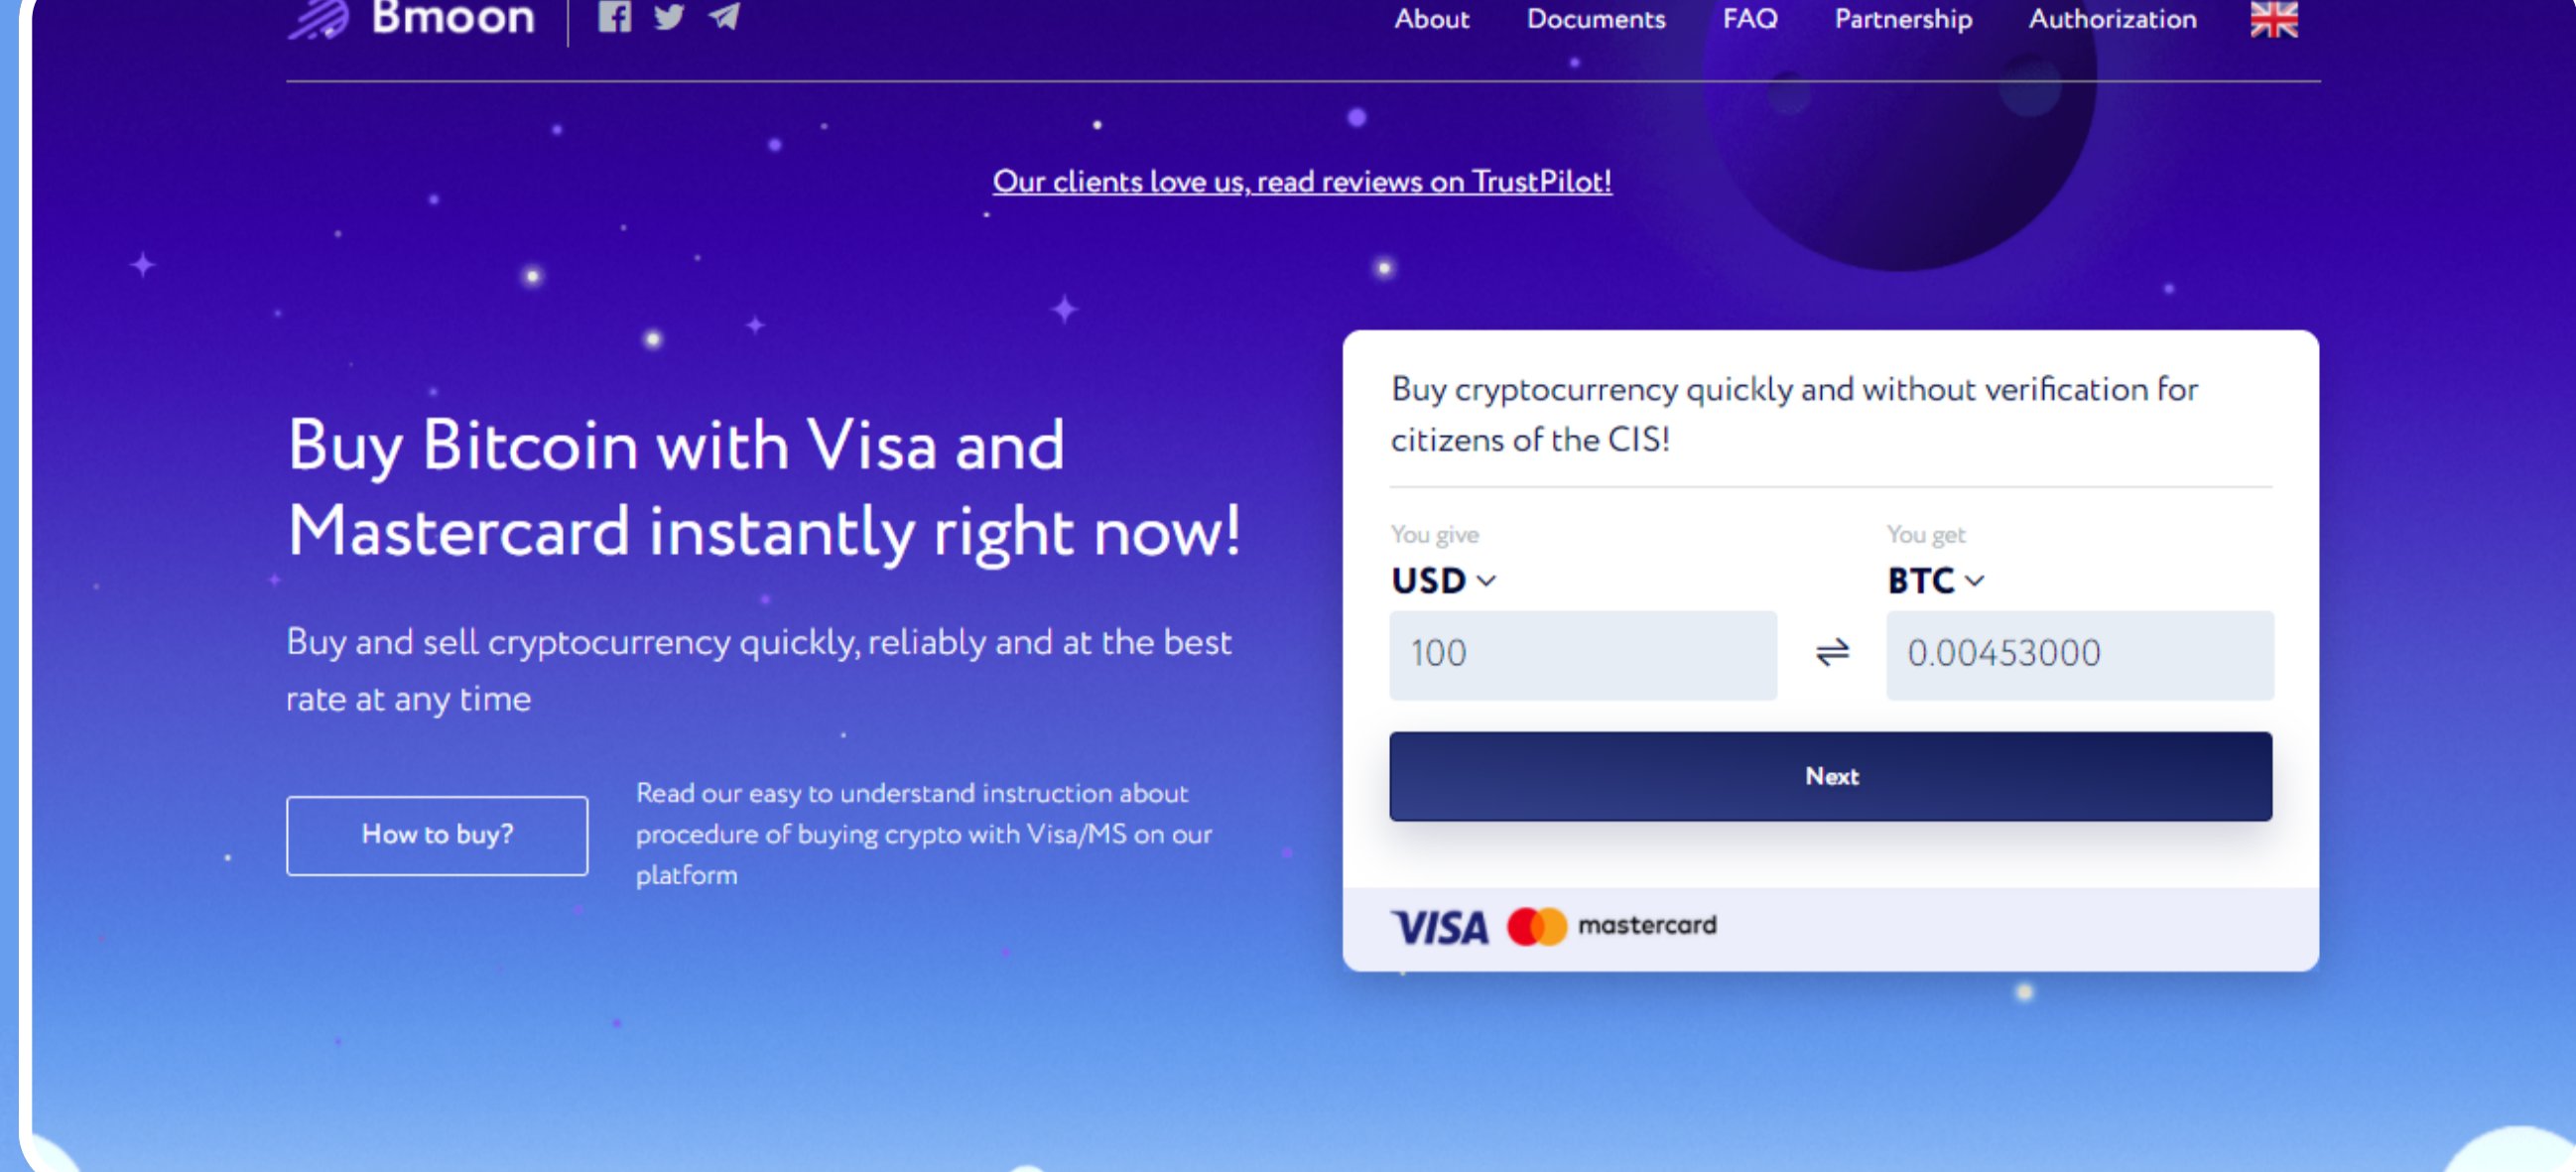 Bmoon
About Documents FAQ Partnership Authorization
Our clients love us, read reviews on TrustPilot!
Buy Bitcoin with Visa and
Mastercard instantly right now!
Buy and sell cryptocurrency quickly, reliably and at the best
rate at any time
How to buy?
Read our easy to understand instruction about
procedure of buying crypto with Visa/MS on our
platform
Buy cryptocurrency quickly and without verification for
citizens of the CIS!
You give
USD
100
You get
BTC
0.00453000
Next
VISA mastercard